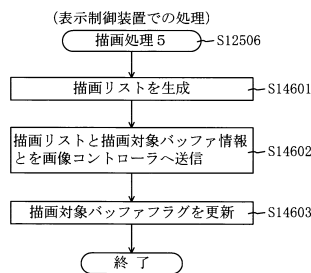 (表示制御装置での処理)
描画処理5
S12506
描画リストを生成
S14601
描画リストと描画対象バッファ情報
とを画像コントローラへ送信
S14602
描画対象バッファフラグを更新
S14603
終了